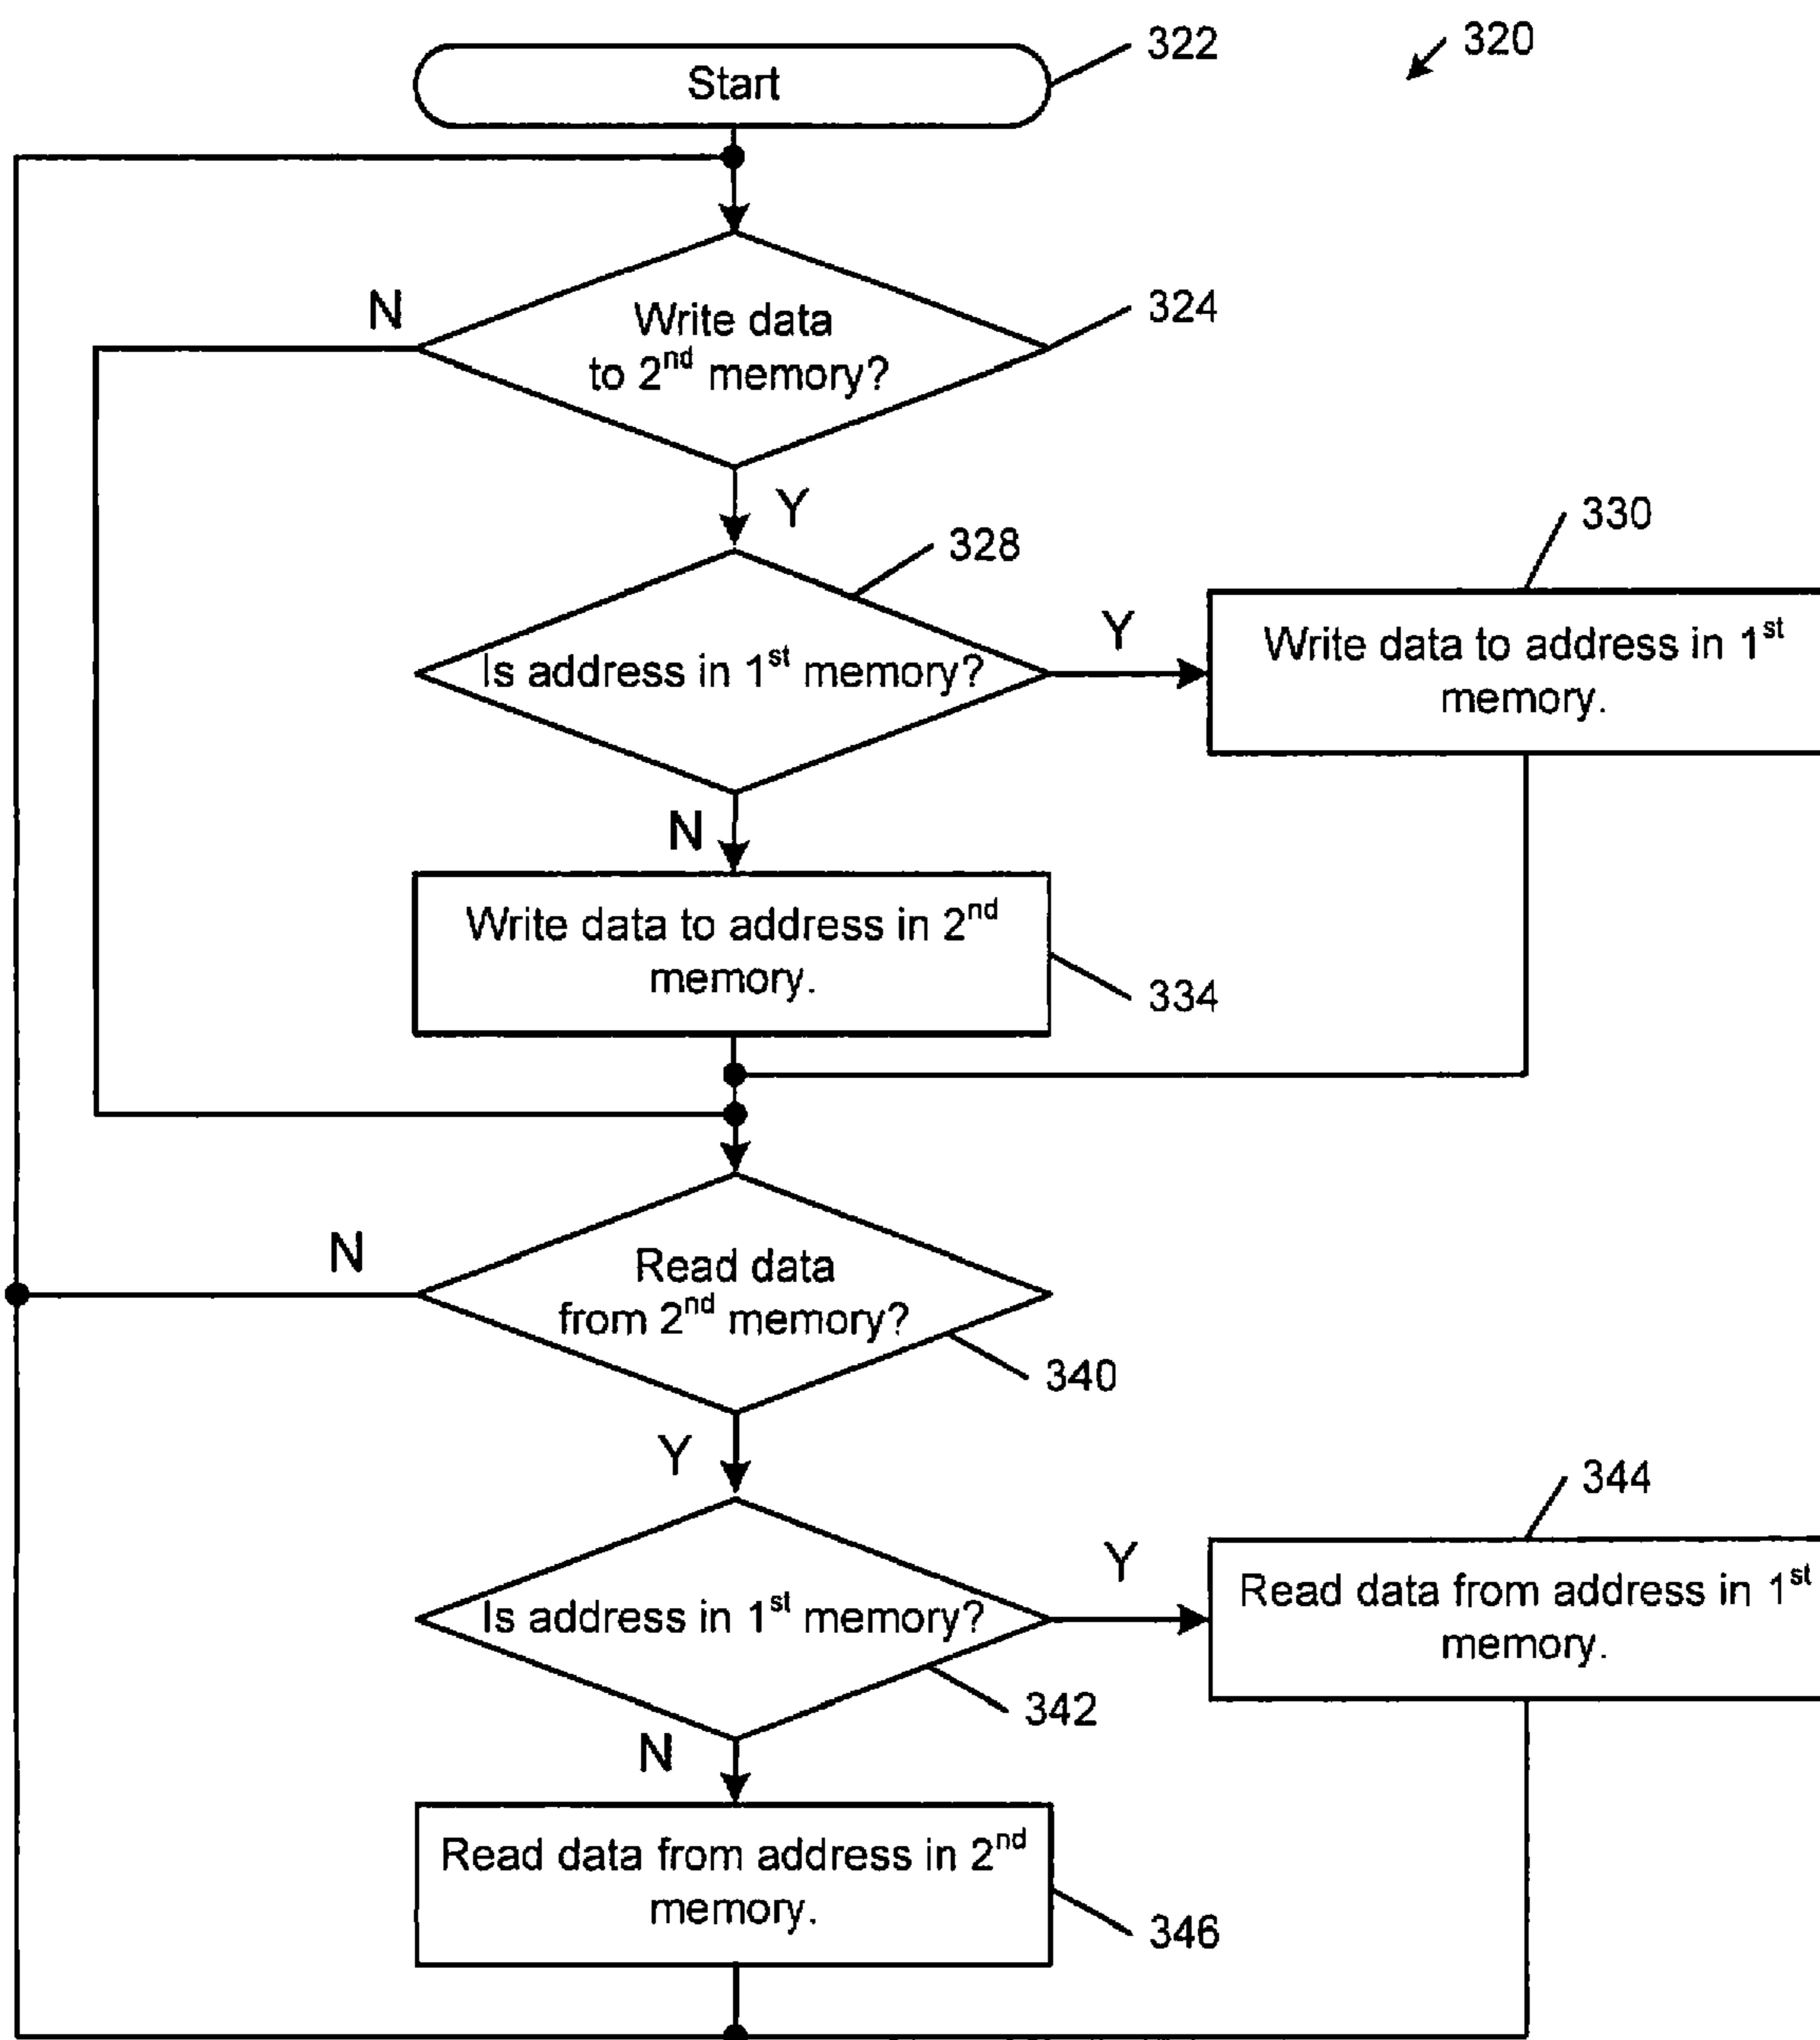 320
322
Start
N
Write data
to 2nd memory?
324
Y
328
330
Is address in 1st memory?
Y
Write data to address in 1st
memory.
N
Write data to address in 2nd
memory.
334
N
Read data
from 2nd memory?
340
Y
344
Is address in 1st memory?
Y
Read data from address in 1st
memory.
342
N
Read data from address in 2nd
memory.
346